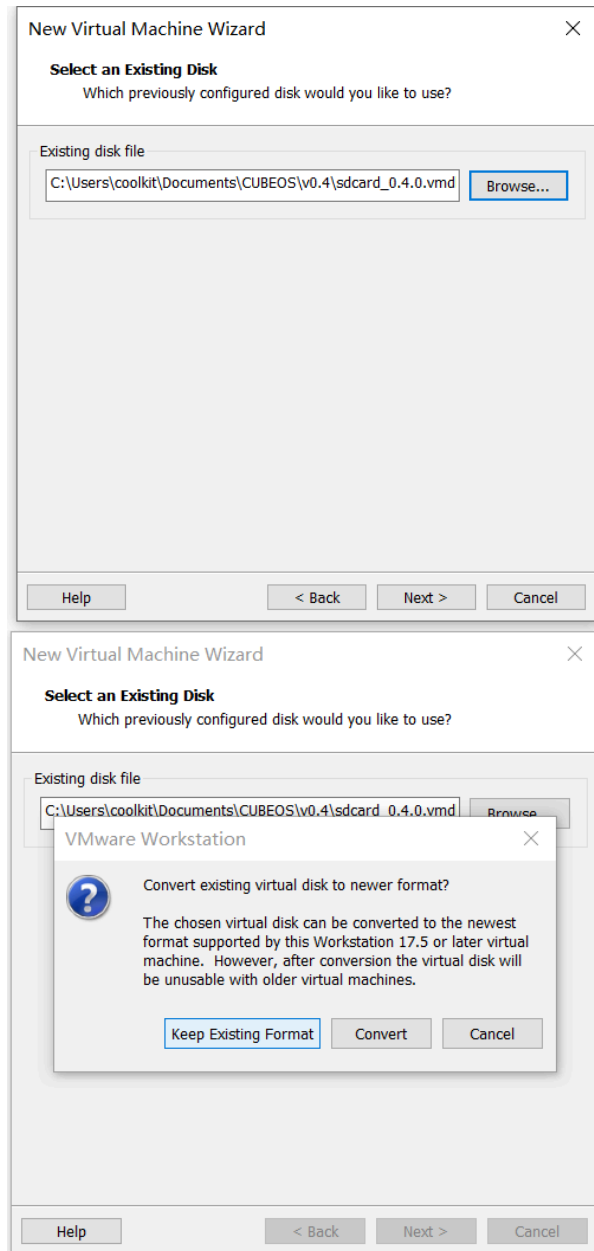 New Virtual Machine Wizard
Select an Existing Disk
Which previously configured disk would you like to use?
Existing disk file
C:\Users\coolkit\Documents\CUBEOS\v0.4\sdcard_0.4.0.vmd
Browse...
Help
< Back
Next >
Cancel
New Virtual Machine Wizard
Select an Existing Disk
Which previously configured disk would you like to use?
Existing disk file
C:\Users\coolkit\Documents\CUBEOS\v0.4\sdcard_0.4.0.vmd
Browse
VMware Workstation
Convert existing virtual disk to newer format?
The chosen virtual disk can be converted to the newest
format supported by this Workstation 17.5 or later virtual
machine. However, after conversion the virtual disk will
be unusable with older virtual machines.
Keep Existing Format
Convert
Cancel
Help
< Back
Next >
Cancel